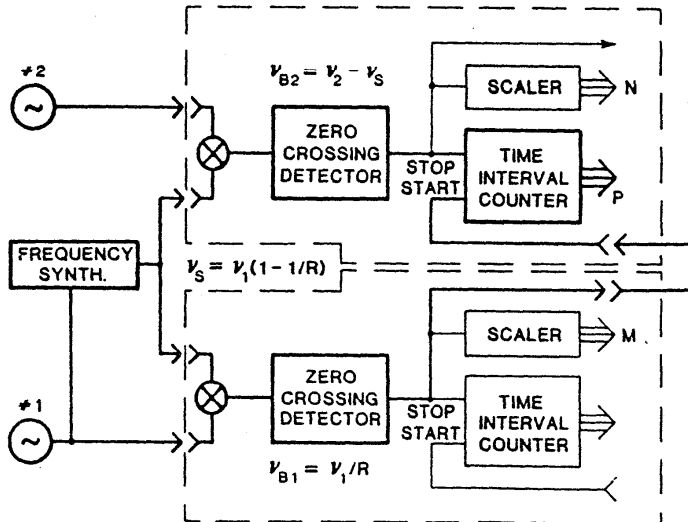 #2
~
ν_B2 = ν_2 - ν_S
ZERO
CROSSING
DETECTOR
STOP
START
SCALER
N
TIME
INTERVAL
COUNTER
P
FREQUENCY
SYNTH.
ν_S = ν_1(1 - 1/R)
ZERO
CROSSING
DETECTOR
STOP
START
SCALER
M
TIME
INTERVAL
COUNTER
#1
~
ν_B1 = ν_1/R